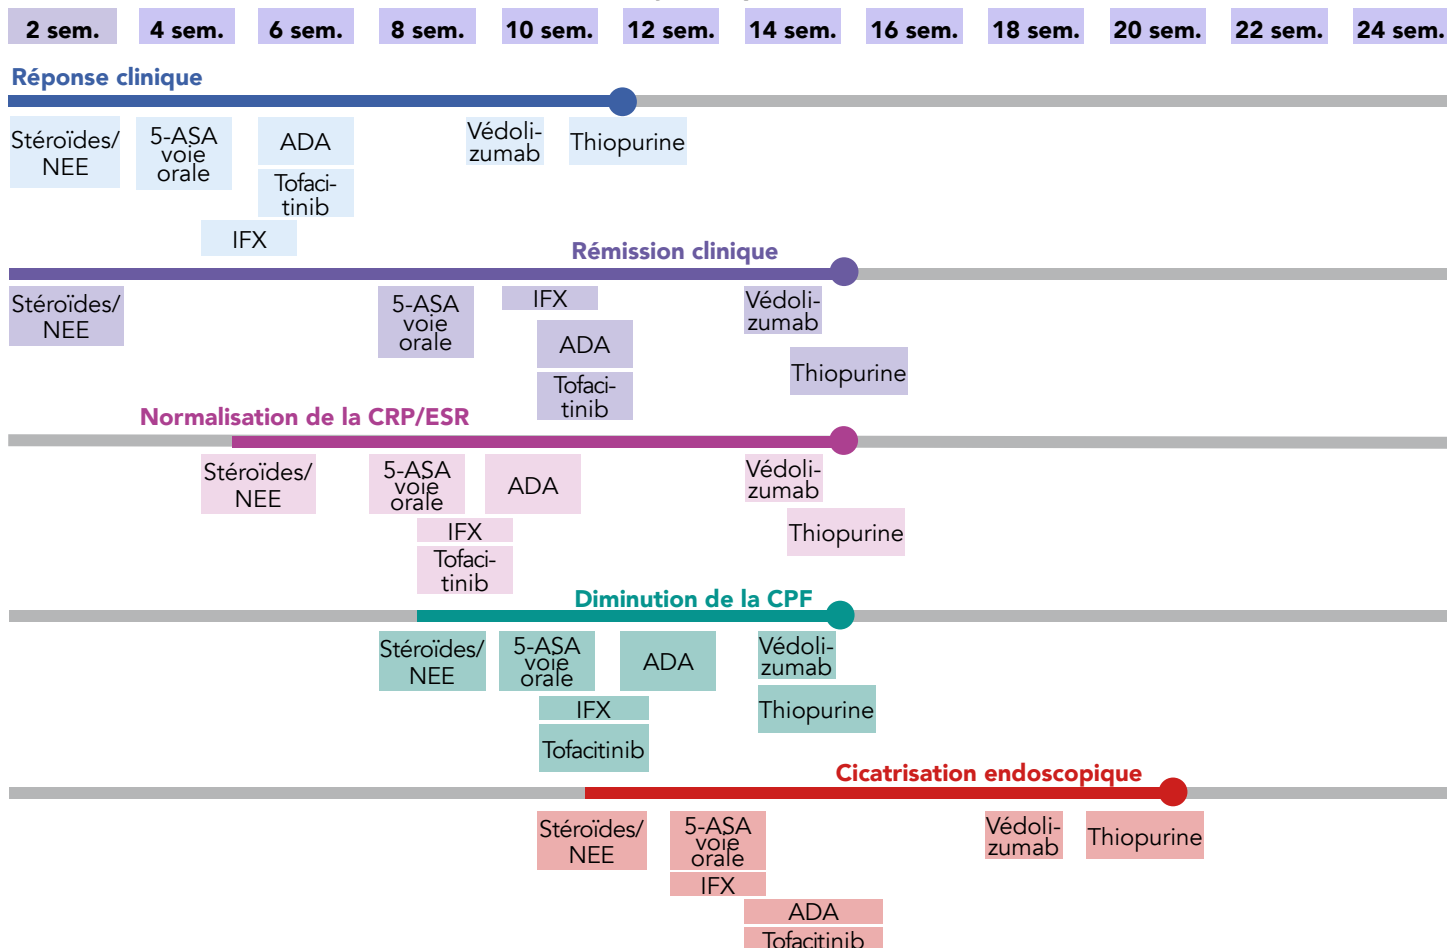 2 sem. 4 sem. 6 sem. 8 sem. 10 sem. 12 sem. 14 sem. 16 sem. 18 sem. 20 sem. 22 sem. 24 sem.
Réponse clinique
Stéroïdes/
NEE
5-ASA
voie
orale
ADA
Tofaci-
tinib
IFX
Védoli-
zumab
Thiopurine
Rémission clinique
Stéroïdes/
NEE
5-ASA
voie
orale
IFX
ADA
Tofaci-
tinib
Védoli-
zumab
Thiopurine
Normalisation de la CRP/ESR
Stéroïdes/
NEE
5-ASA
voie
orale
IFX
Tofaci-
tinib
ADA
Védoli-
zumab
Thiopurine
Diminution de la CPF
Stéroïdes/
NEE
5-ASA
voie
orale
IFX
Tofacitinib
ADA
Védoli-
zumab
Thiopurine
Cicatrisation endoscopique
Stéroïdes/
NEE
5-ASA
voie
orale
IFX
ADA
Tofacitinib
Védoli-
zumab
Thiopurine